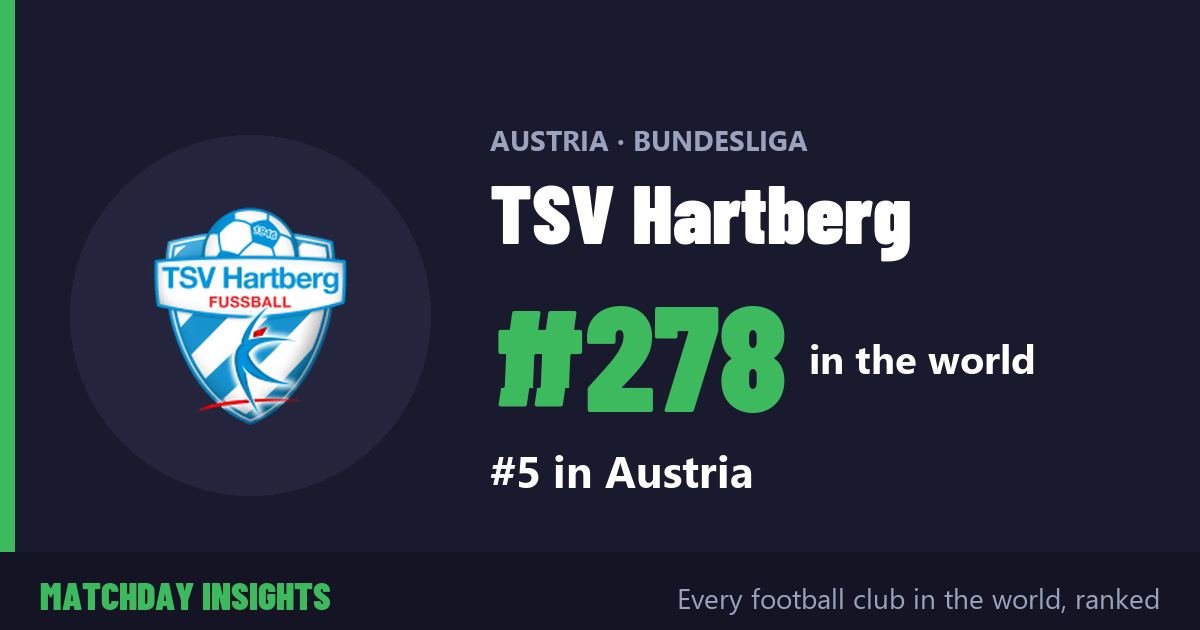 AUSTRIA · BUNDESLIGA
TSV Hartberg
1946
TSV Hartberg
FUSSBALL
#278 in the world
#5 in Austria
MATCHDAY INSIGHTS
Every football club in the world, ranked